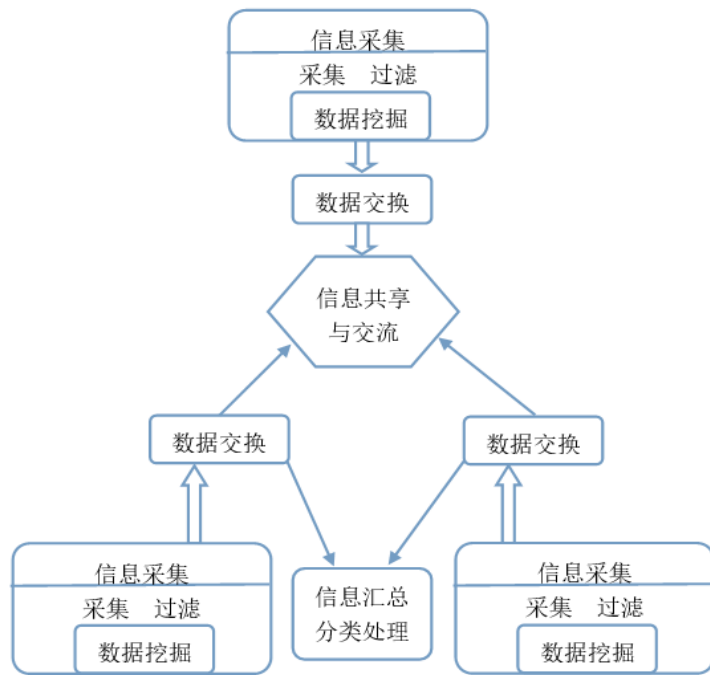 信息采集
采集 过滤
数据挖掘
数据交换
信息共享
与交流
数据交换
数据交换
信息采集
采集 过滤
数据挖掘
信息汇总
分类处理
信息采集
采集 过滤
数据挖掘